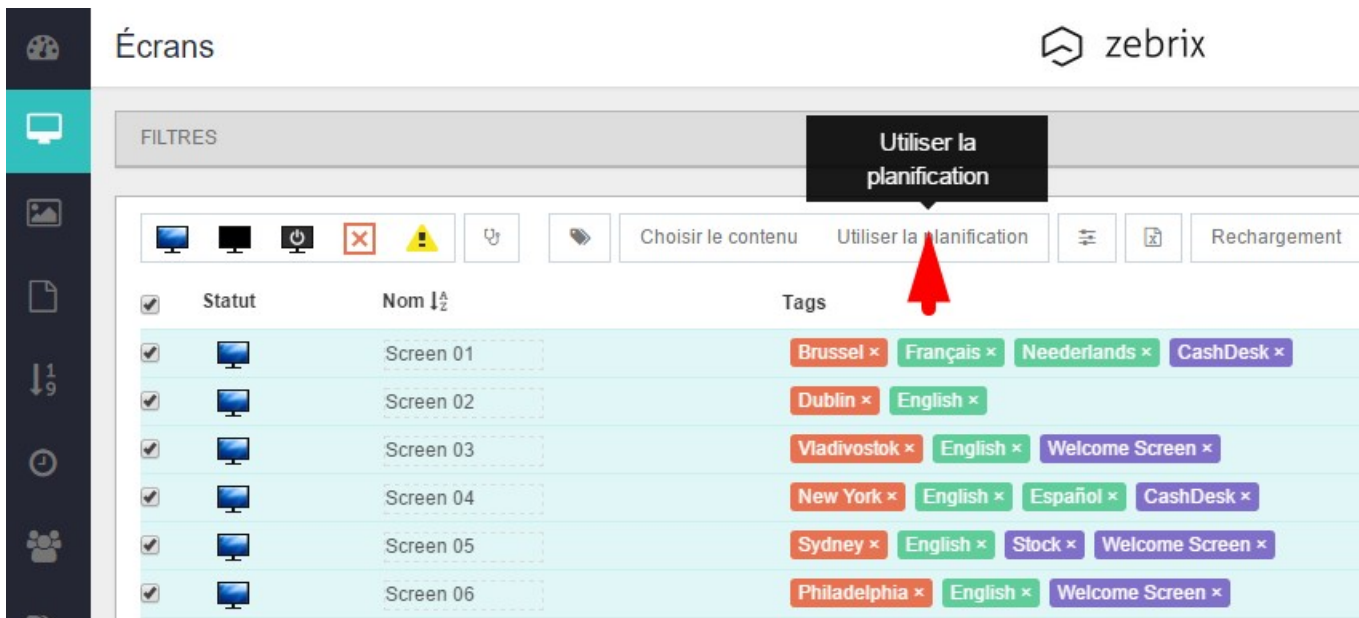 Écrans
zebrix
FILTRES
Utiliser la
planification
Choisir le contenu Utiliser la planification Rechargement
Statut Nom Tags
Screen 01 Brussel × Français × Neederlands × CashDesk ×
Screen 02 Dublin × English ×
Screen 03 Vladivostok × English × Welcome Screen ×
Screen 04 New York × English × Español × CashDesk ×
Screen 05 Sydney × English × Stock × Welcome Screen ×
Screen 06 Philadelphia × English × Welcome Screen ×